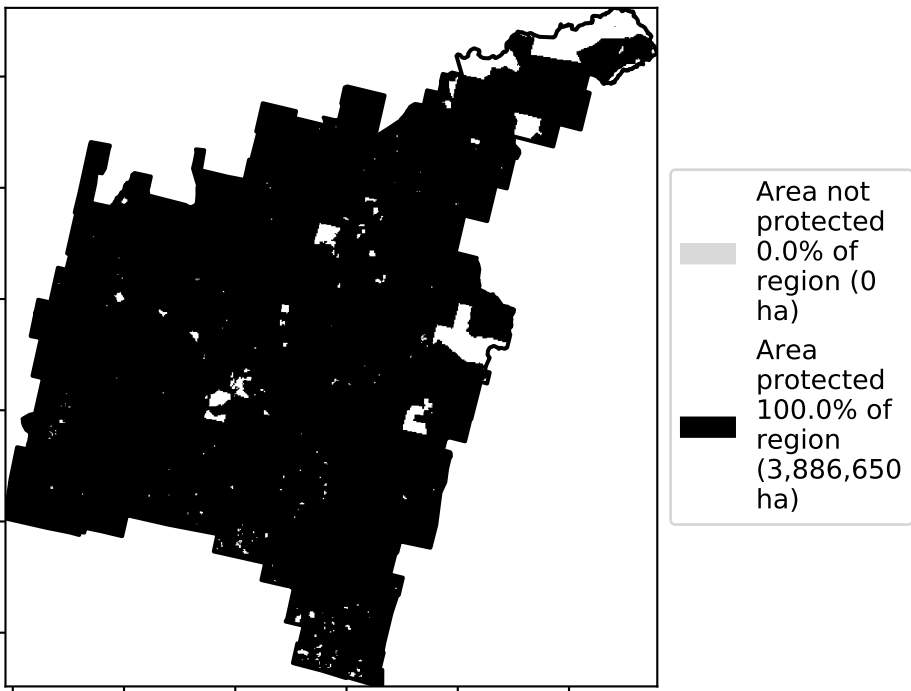 Area not
protected
0.0% of
region (0
ha)
Area
protected
100.0% of
region
(3,886,650
ha)